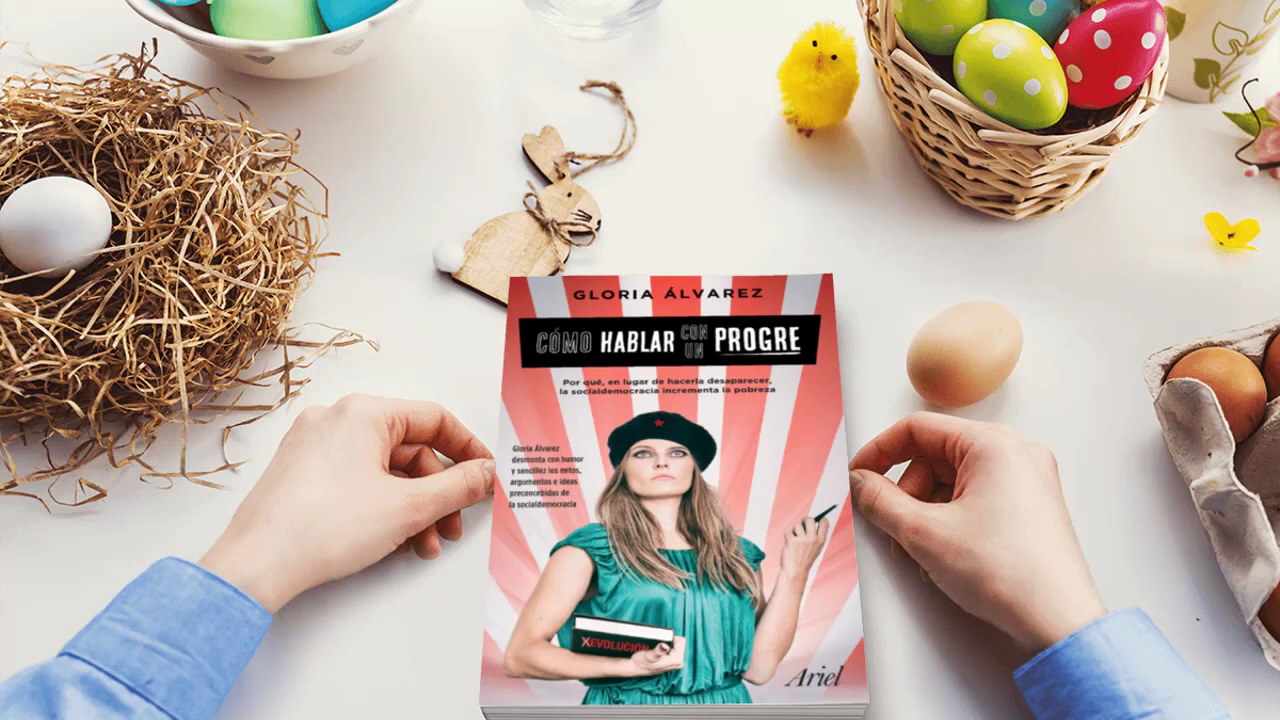 GLORIA ÁLVAREZ
CÓMO HABLAR CON UN PROGRE
Por qué, en lugar de hacerla desaparecer,
la socialdemocracia incrementa la pobreza
Gloria Álvarez
desmonta con humor
y sencillez los mitos,
argumentos e ideas
preconcebidas de
la socialdemocracia
XEVOLUCIÓN
Ariel